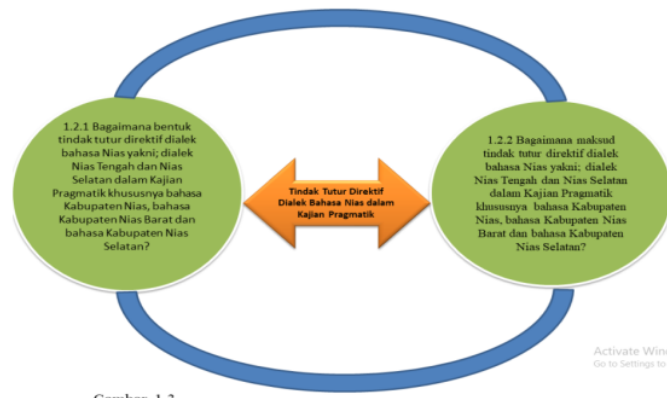 1.2.1 Bagaimana bentuk
tindak tutur direktif dialek
bahasa Nias yakni; dialek
Nias Tengah dan Nias
Selatan dalam Kajian
Pragmatik khususnya bahasa
Kabupaten Nias, bahasa
Kabupaten Nias Barat dan
bahasa Kabupaten Nias
Selatan?
Tindak Tutur Direktif
Dialek Bahasa Nias dalam
Kajian Pragmatik
1.2.2 Bagaimana maksud
tindak tutur direktif dialek
bahasa Nias yakni; dialek
Nias Tengah dan Nias Selatan
dalam Kajian Pragmatik
khususnya bahasa Kabupaten
Nias, bahasa Kabupaten Nias
Barat dan bahasa Kabupaten
Nias Selatan?
Activate Win
Go to Settings to